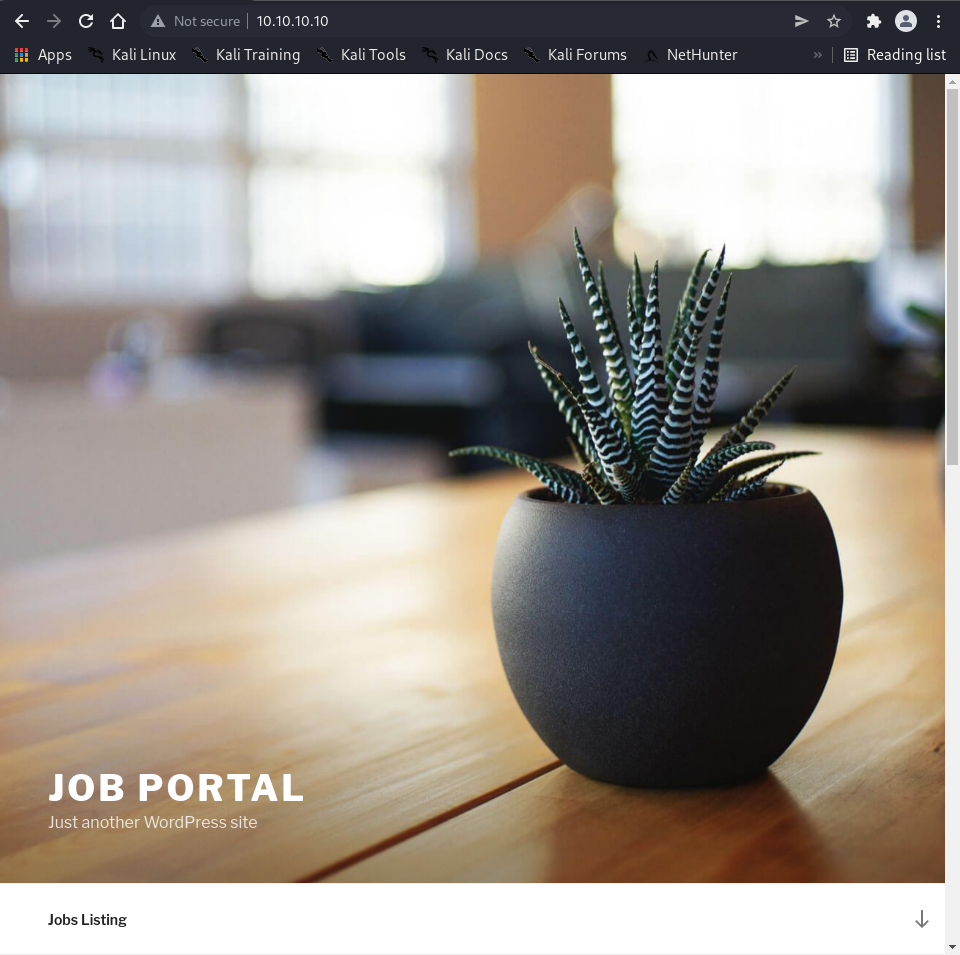 Not secure 10.10.10.10
Apps Kali Linux Kali Training Kali Tools Kali Docs Kali Forums NetHunter » Reading list
JOB PORTAL
Just another WordPress site
Jobs Listing